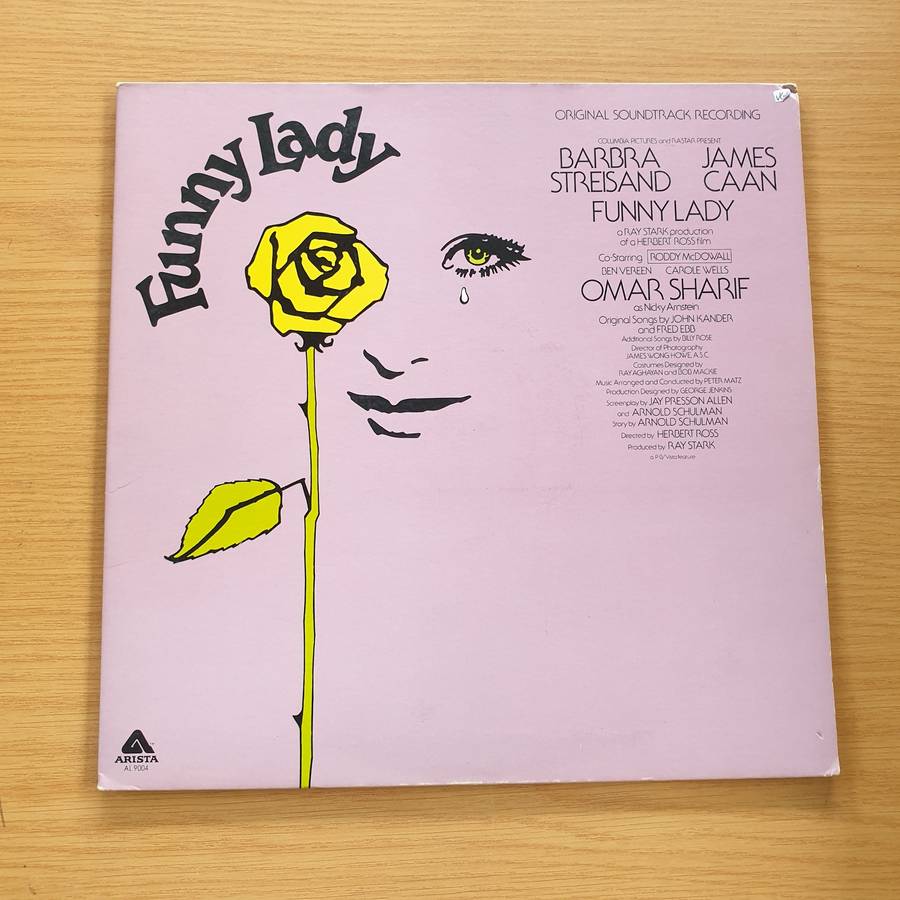 Funny Lady
ORIGINAL SOUNDTRACK RECORDING
COLUMBIA PICTURES and RASTAR PRESENT
BARBRA STREISAND
JAMES CAAN
FUNNY LADY
a RAY STARK production
of a HERBERT ROSS film
Co-Starring RODDY McDOWALL
BEN VEREEN CAROLE WELLS
OMAR SHARIF
as Nicky Arnstein
Original Songs by JOHN KANDER
and FRED EBB
Additional Songs by BILLY ROSE
Director of Photography
JAMES WONG HOWE, A.S.C.
Costumes Designed by
RAY AGHAYAN and BOB MACKIE
Music Arranged and Conducted by PETER MATZ
Production Designed by GEORGE JENKINS
Screenplay by JAY PRESSON ALLEN
and ARNOLD SCHULMAN
Story by ARNOLD SCHULMAN
Directed by HERBERT ROSS
Produced by RAY STARK
ARISTA
AL 9004